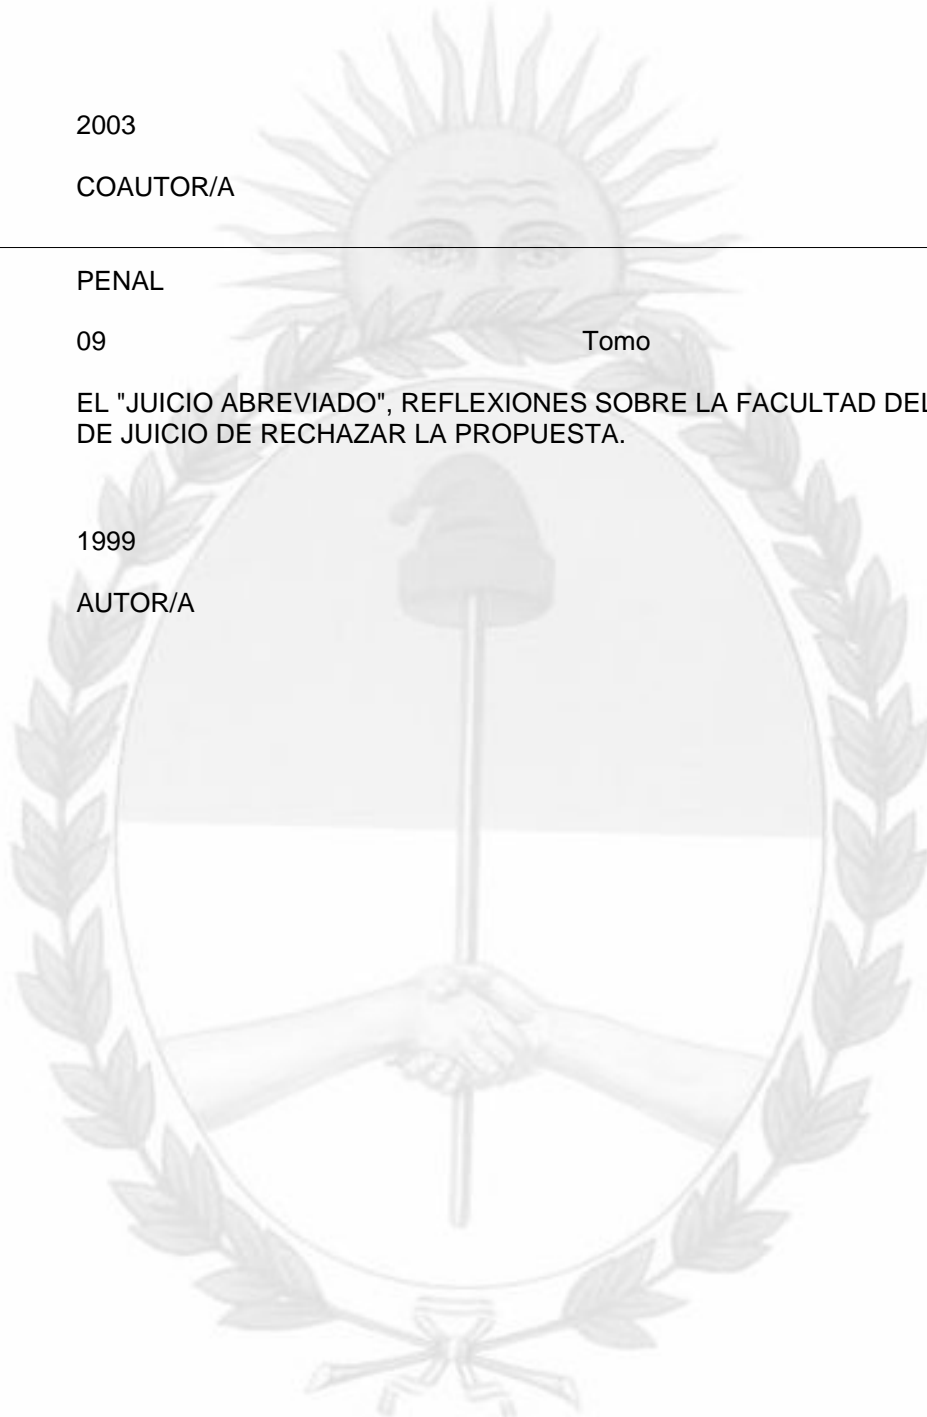 2003
COAUTOR/A
PENAL
09 Tomo
EL "JUICIO ABREVIADO", REFLEXIONES SOBRE LA FACULTAD DEL
DE JUICIO DE RECHAZAR LA PROPUESTA.
1999
AUTOR/A